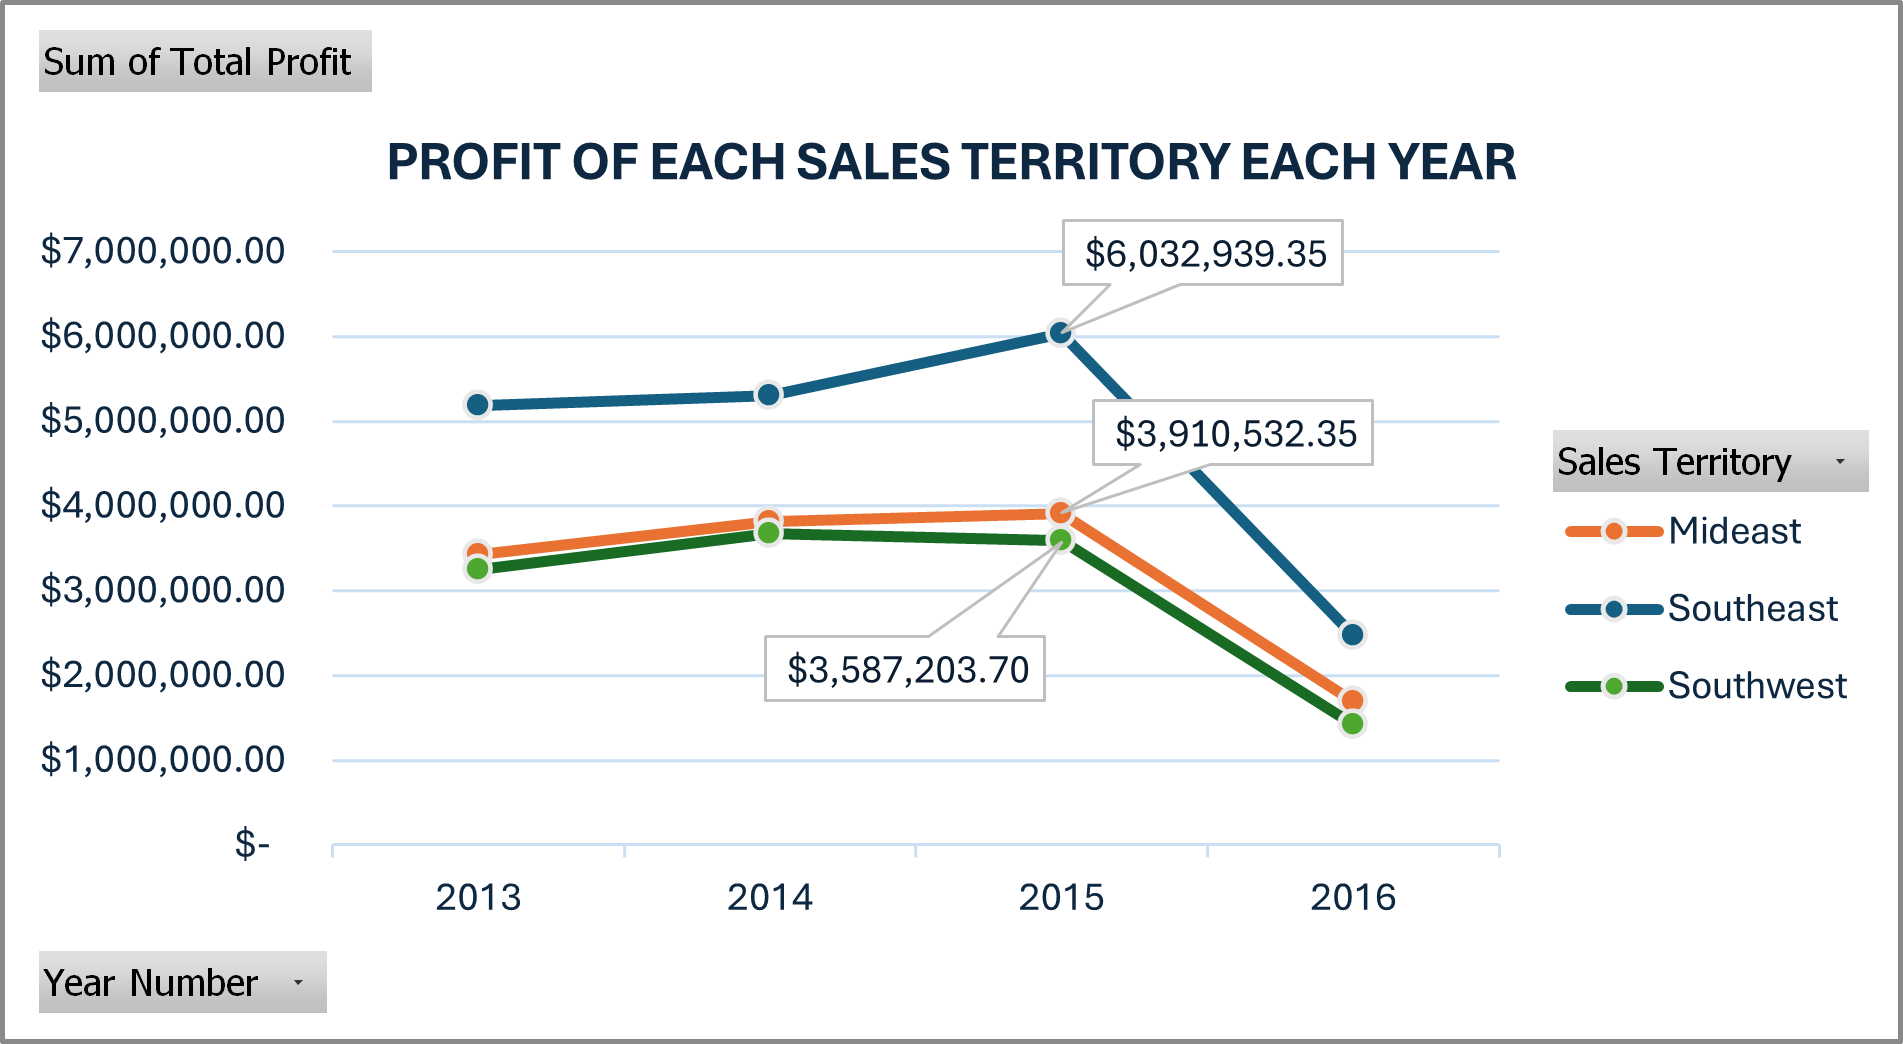 Sum of Total Profit
PROFIT OF EACH SALES TERRITORY EACH YEAR
$7,000,000.00
$6,000,000.00
$5,000,000.00
$4,000,000.00
$3,000,000.00
$2,000,000.00
$1,000,000.00
$-
$6,032,939.35
$3,910,532.35
$3,587,203.70
2013
2014
2015
2016
Sales Territory
Mideast
Southeast
Southwest
Year Number